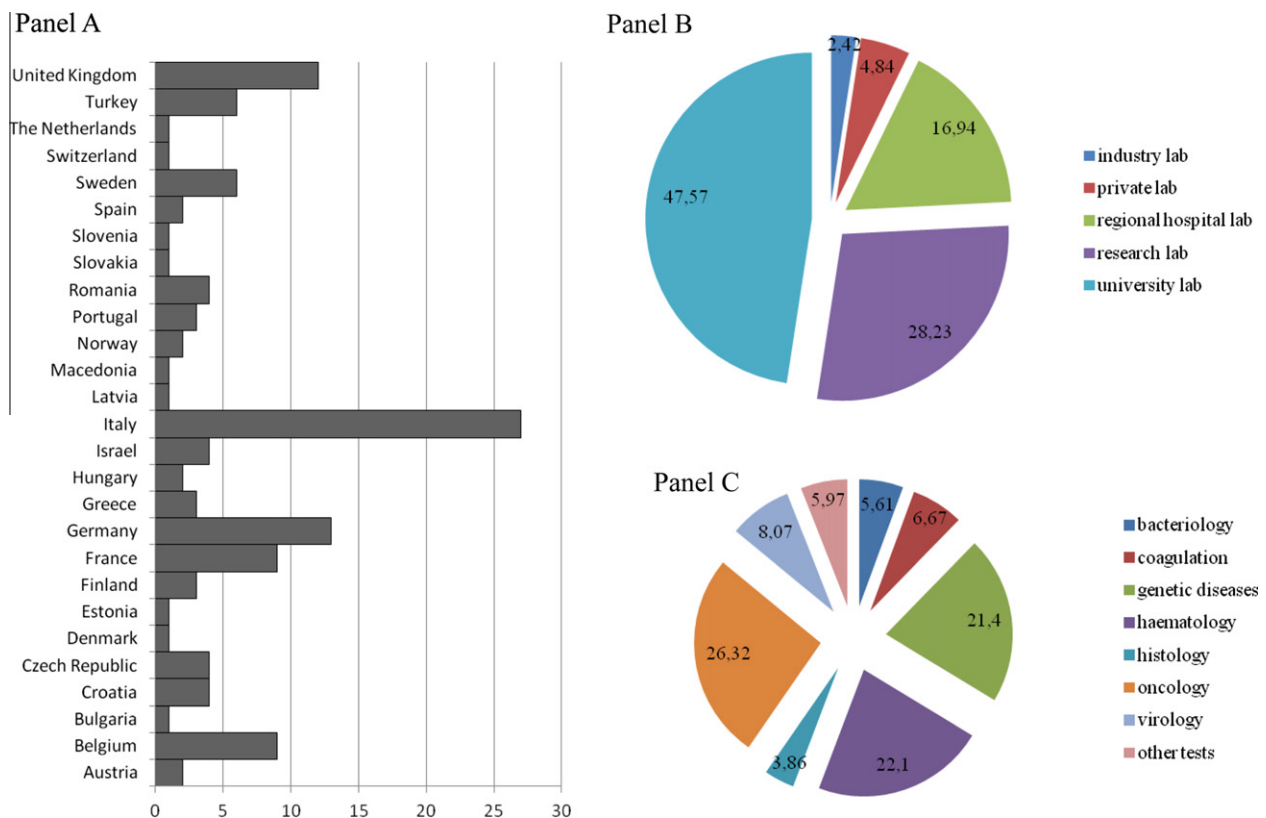 Panel A
United Kingdom
Turkey
The Netherlands
Switzerland
Sweden
Spain
Slovenia
Slovakia
Romania
Portugal
Norway
Macedonia
Latvia
Italy
Israel
Hungary
Greece
Germany
France
Finland
Estonia
Denmark
Czech Republic
Croatia
Bulgaria
Belgium
Austria
0 5 10 15 20 25 30
Panel B
2,42
4,84
16,94
47,57
28,23
industry lab
private lab
regional hospital lab
research lab
university lab
Panel C
5,97
5,61
6,67
8,07
21,4
26,32
3,86
22,1
bacteriology
coagulation
genetic diseases
haematology
histology
oncology
virology
other tests